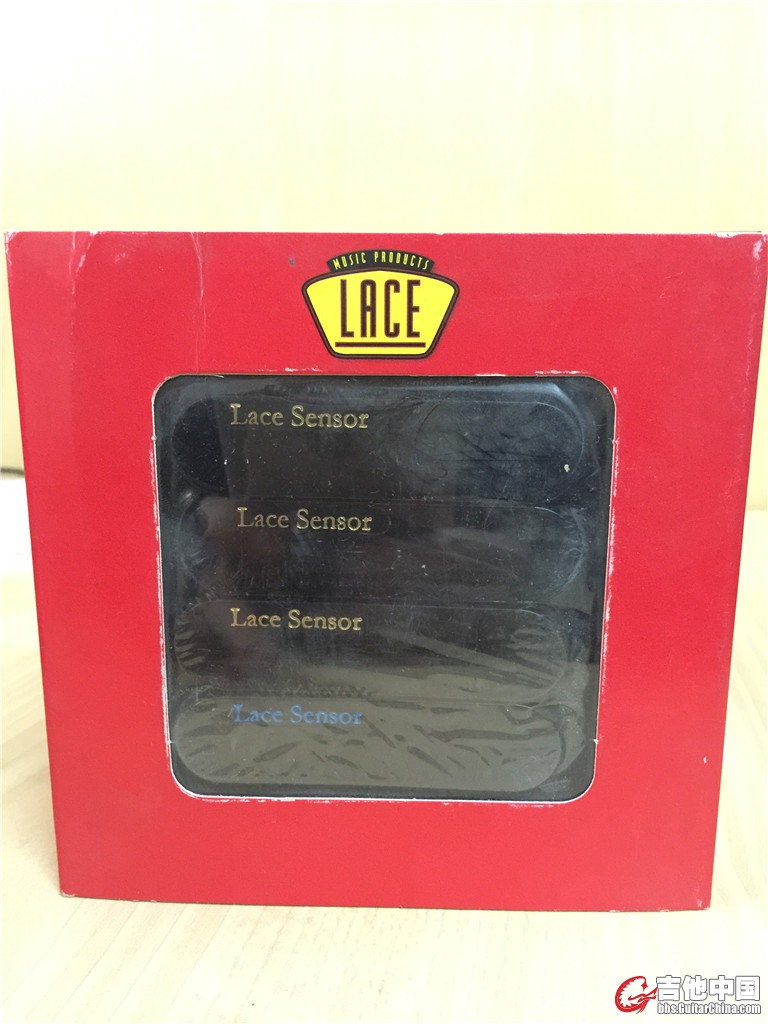 MUSIC PRODUCTS
LACE
Lace Sensor
Lace Sensor
Lace Sensor
Lace Sensor
吉他中国
bbs.GuitarChina.com